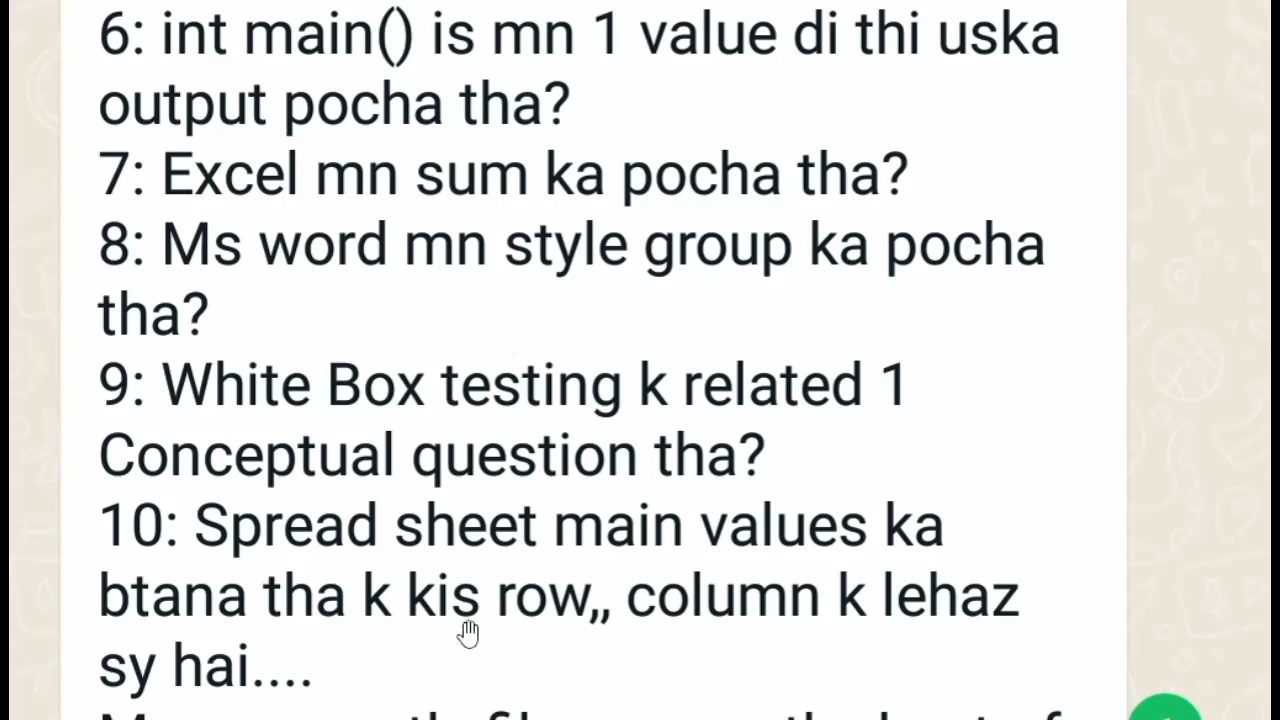 6: int main() is mn 1 value di thi uska
output pocha tha?
7: Excel mn sum ka pocha tha?
8: Ms word mn style group ka pocha
tha?
9: White Box testing k related 1
Conceptual question tha?
10: Spread sheet main values ka
btana tha k kis row,, column k lehaz
sy hai....